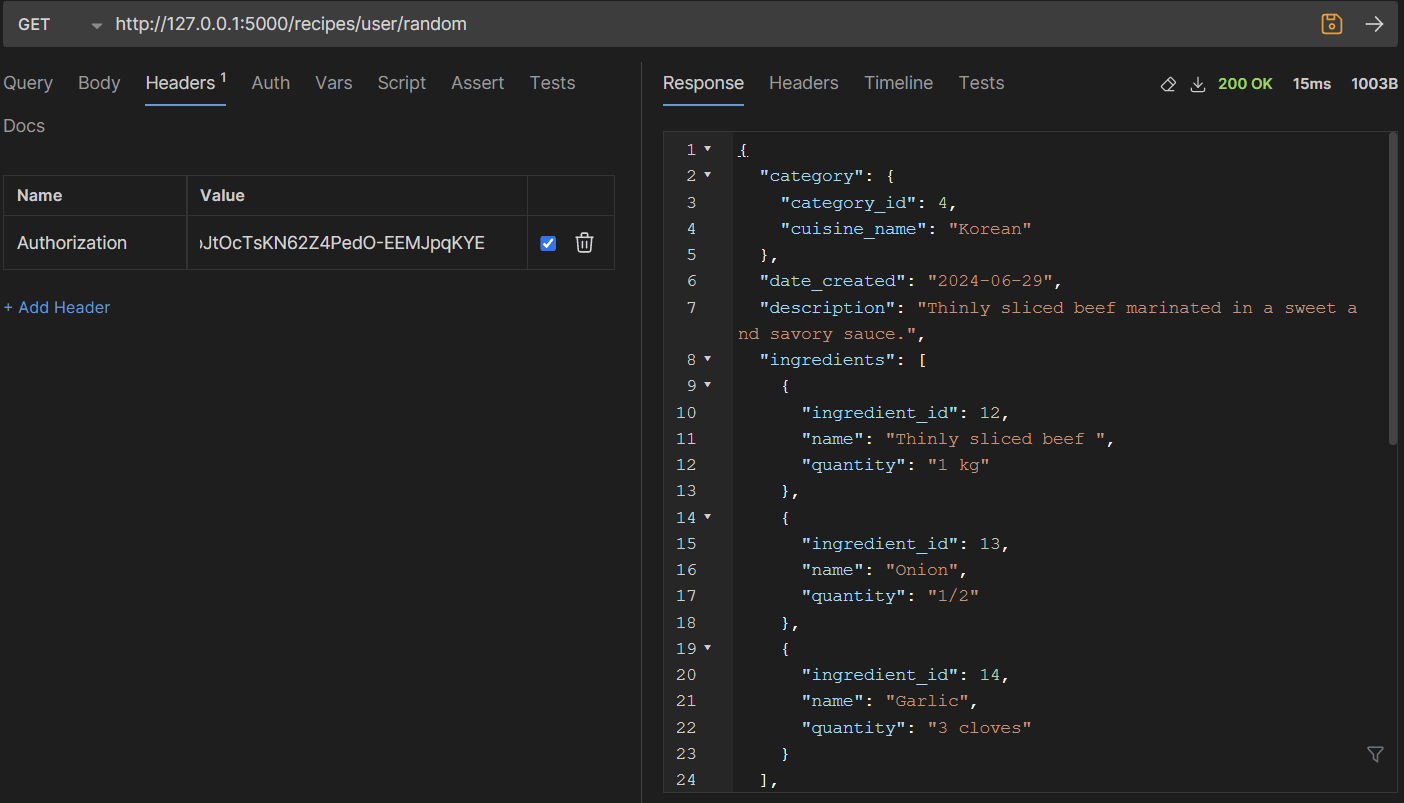 GET http://127.0.0.1:5000/recipes/user/random
Query Body Headers 1 Auth Vars Script Assert Tests
Docs
Name Value
Authorization JtOcTsKN62Z4PedO-EEMJpqKYE
+ Add Header
Response Headers Timeline Tests 200 OK 15ms 1003B
1 {
2 "category": {
3 "category_id": 4,
4 "cuisine_name": "Korean"
5 },
6 "date_created": "2024-06-29",
7 "description": "Thinly sliced beef marinated in a sweet a
nd savory sauce.",
8 "ingredients": [
9 {
10 "ingredient_id": 12,
11 "name": "Thinly sliced beef ",
12 "quantity": "1 kg"
13 },
14 {
15 "ingredient_id": 13,
16 "name": "Onion",
17 "quantity": "1/2"
18 },
19 {
20 "ingredient_id": 14,
21 "name": "Garlic",
22 "quantity": "3 cloves"
23 }
24 ],